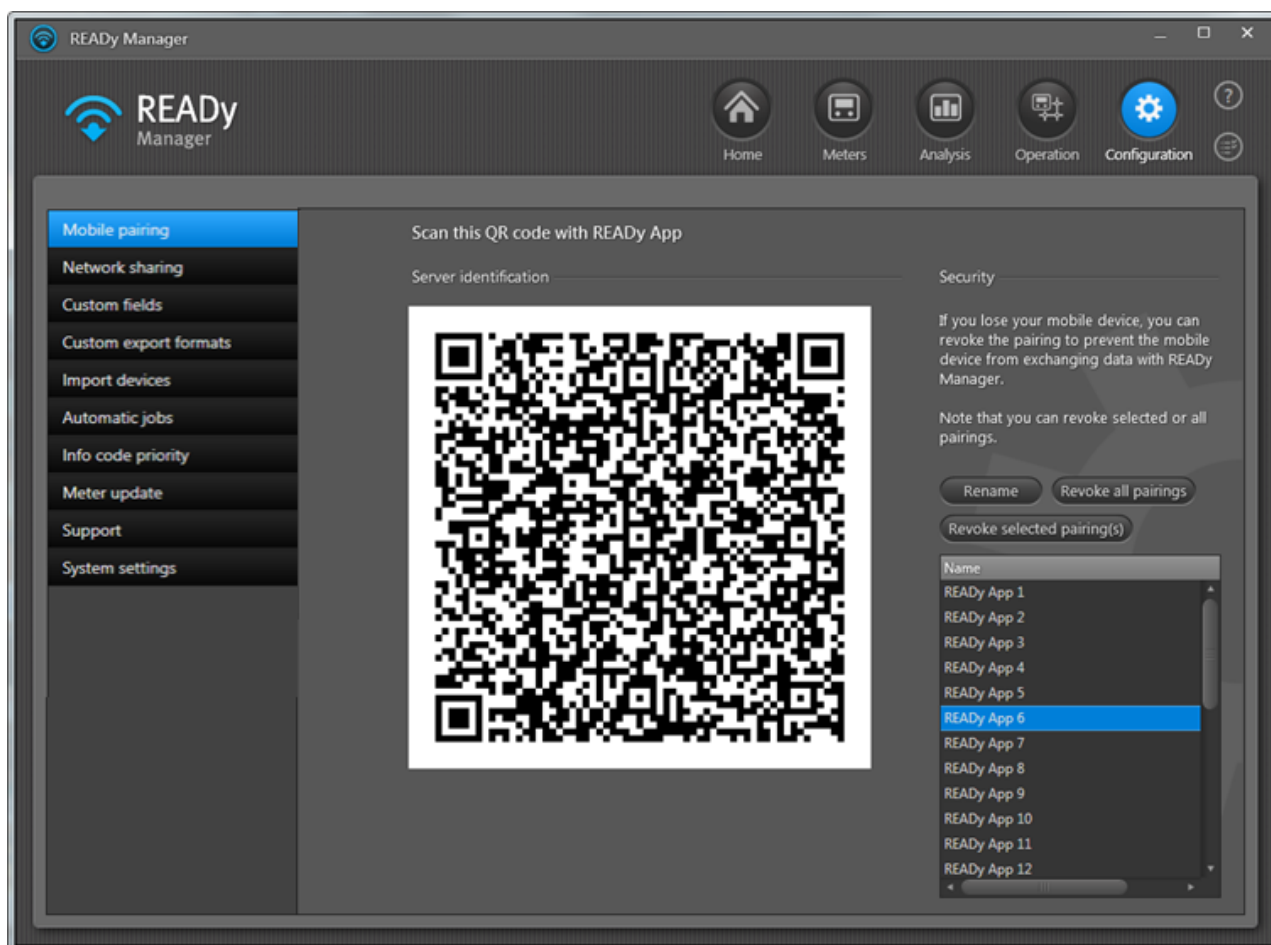 READy Manager
READy
Manager
Home
Meters
Analysis
Operation
Configuration
?
Mobile pairing
Network sharing
Custom fields
Custom export formats
Import devices
Automatic jobs
Info code priority
Meter update
Support
System settings
Scan this QR code with READy App
Server identification
Security
If you lose your mobile device, you can
revoke the pairing to prevent the mobile
device from exchanging data with READy
Manager.
Note that you can revoke selected or all
pairings.
Rename
Revoke all pairings
Revoke selected pairing(s)
Name
READy App 1
READy App 2
READy App 3
READy App 4
READy App 5
READy App 6
READy App 7
READy App 8
READy App 9
READy App 10
READy App 11
READy App 12